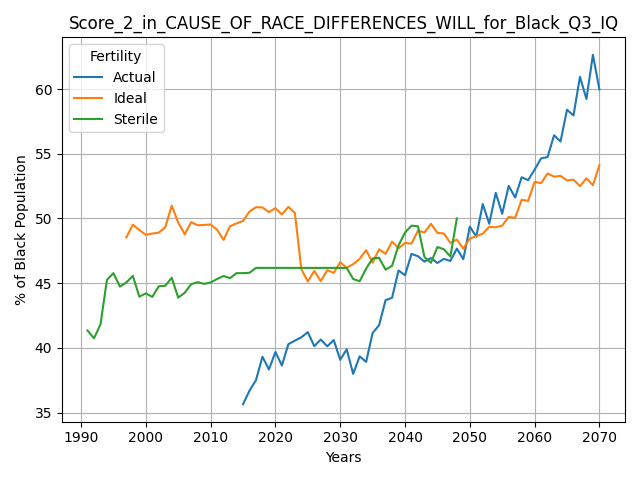 Score_2_in_CAUSE_OF_RACE_DIFFERENCES_WILL_for_Black_Q3_IQ
Fertility
Actual
Ideal
Sterile
% of Black Population
60
55
50
45
40
35
1990
2000
2010
2020
2030
2040
2050
2060
2070
Years